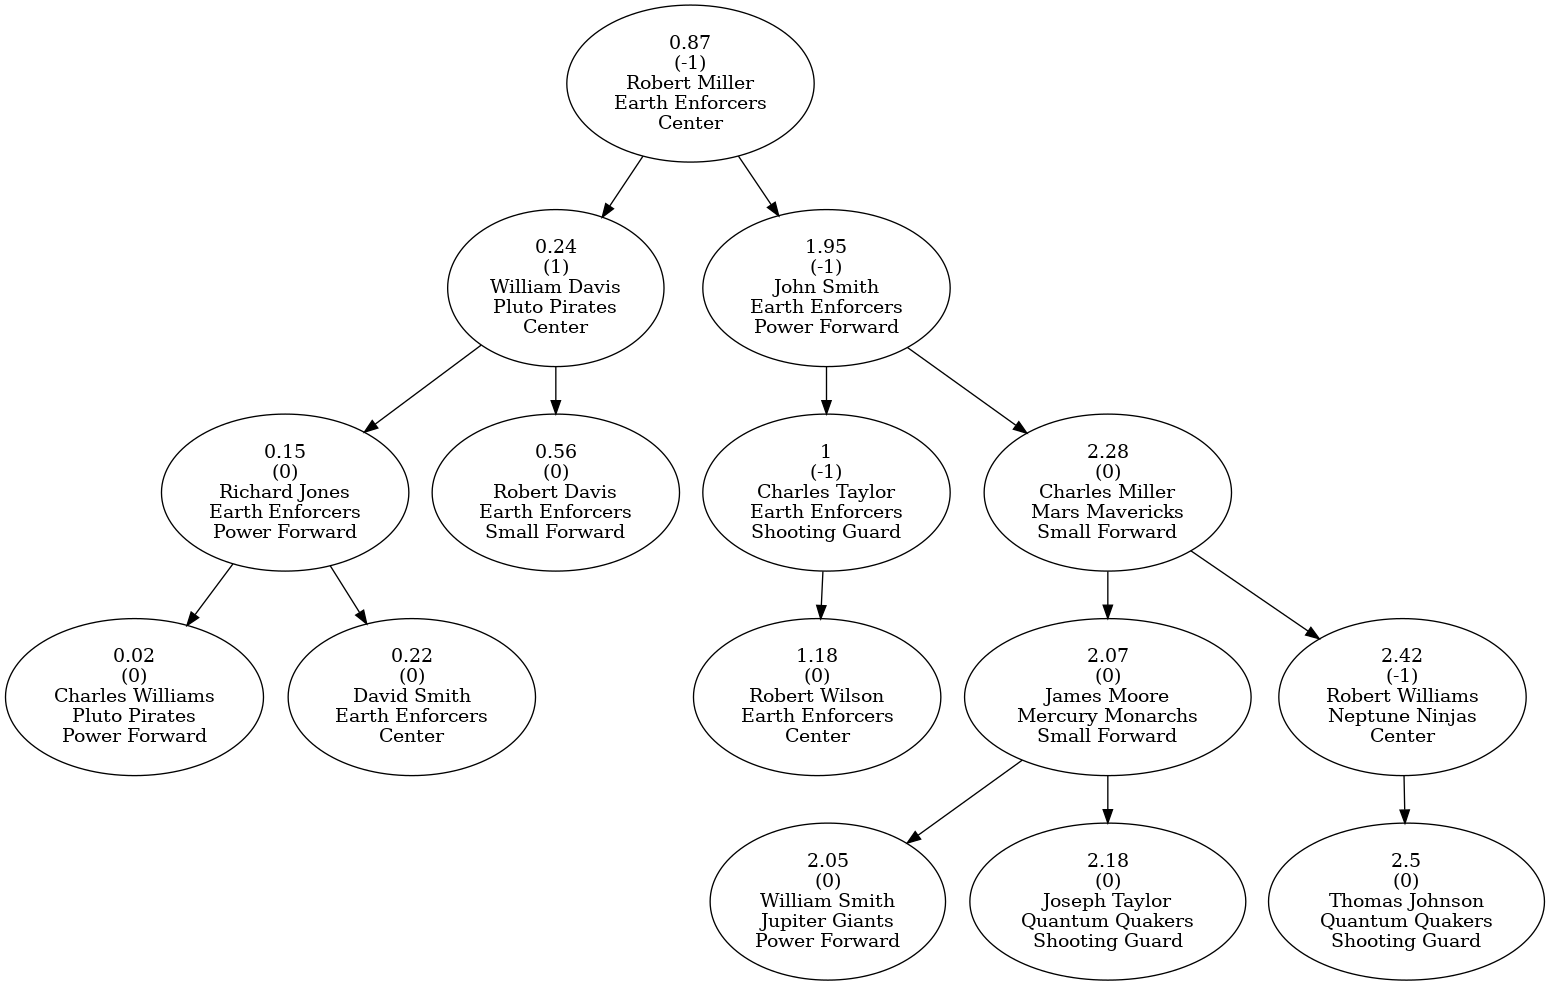 0.87
(-1)
Robert Miller
Earth Enforcers
Center
0.24
(1)
William Davis
Pluto Pirates
Center
1.95
(-1)
John Smith
Earth Enforcers
Power Forward
0.15
(0)
Richard Jones
Earth Enforcers
Power Forward
0.56
(0)
Robert Davis
Earth Enforcers
Small Forward
1
(-1)
Charles Taylor
Earth Enforcers
Shooting Guard
2.28
(0)
Charles Miller
Mars Mavericks
Small Forward
0.02
(0)
Charles Williams
Pluto Pirates
Power Forward
0.22
(0)
David Smith
Earth Enforcers
Center
1.18
(0)
Robert Wilson
Earth Enforcers
Center
2.07
(0)
James Moore
Mercury Monarchs
Small Forward
2.42
(-1)
Robert Williams
Neptune Ninjas
Center
2.05
(0)
William Smith
Jupiter Giants
Power Forward
2.18
(0)
Joseph Taylor
Quantum Quakers
Shooting Guard
2.5
(0)
Thomas Johnson
Quantum Quakers
Shooting Guard